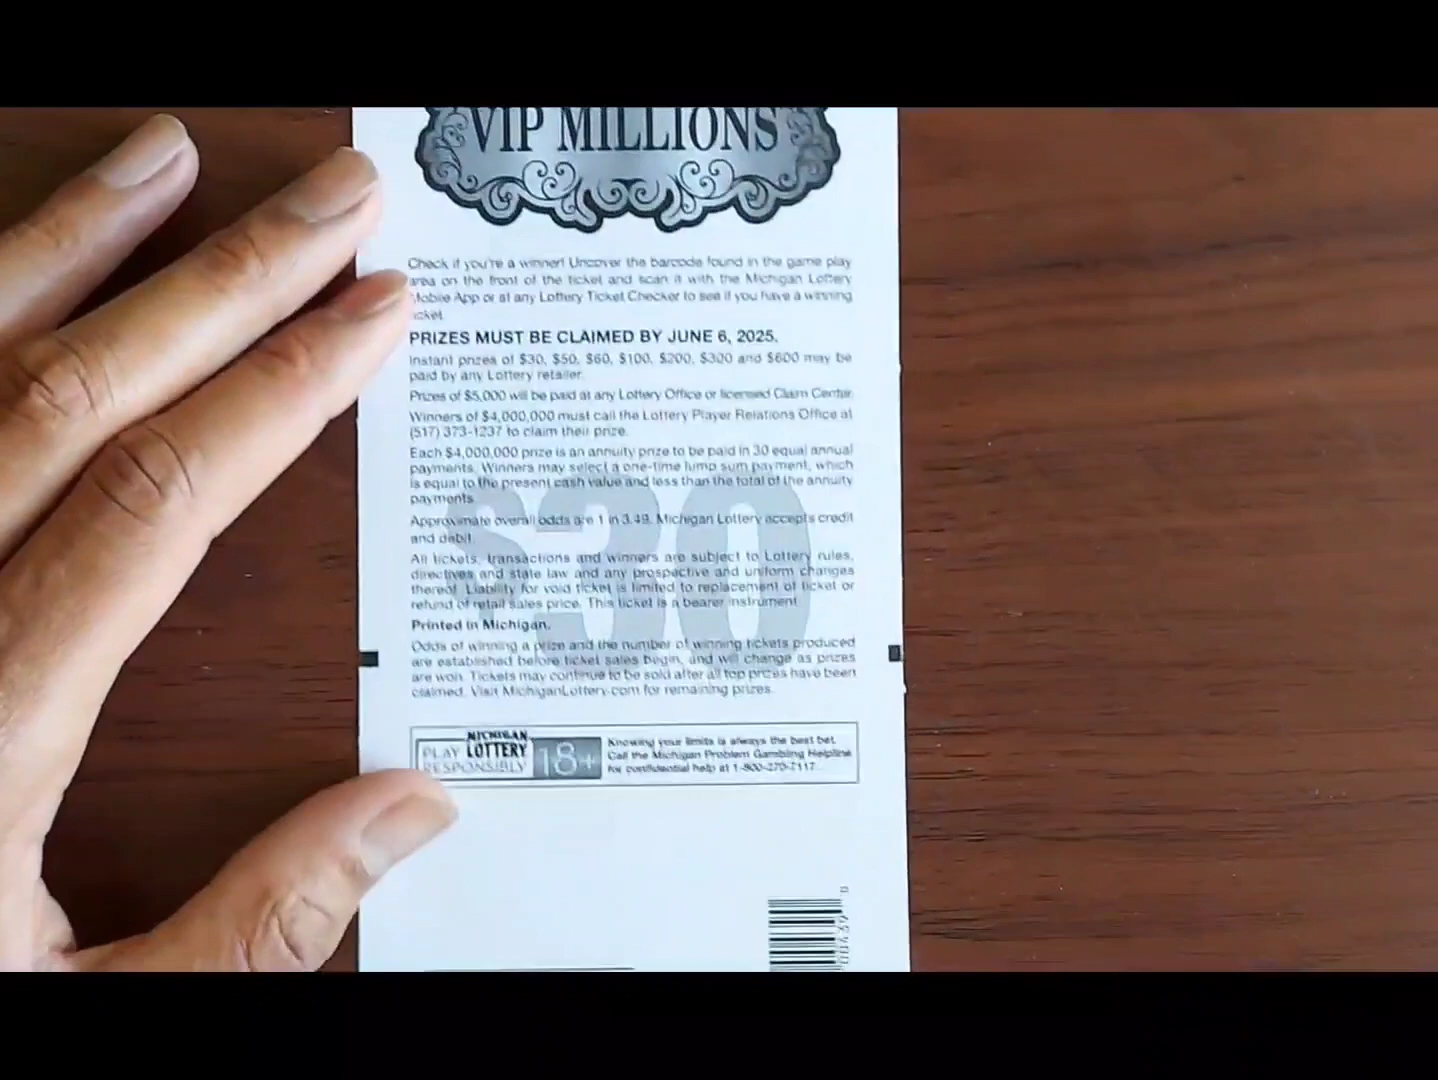 VIP MILLIONS
Check if you're a winner! Uncover the barcode found in the game play
area on the front of the ticket and scan it with the Michigan Lottery
Mobile App or at any Lottery Ticket Checker to see if you have a winning
ticket.
PRIZES MUST BE CLAIMED BY JUNE 6, 2025.
Instant prizes of $30, $50, $60, $100, $200, $300 and $600 may be
paid by any Lottery retailer.
Prizes of $5,000 will be paid at any Lottery Office or licensed Claim Center.
Winners of $4,000,000 must call the Lottery Player Relations Office at
(517) 373-1237 to claim their prize.
Each $4,000,000 prize is an annuity prize to be paid in 30 equal annual
payments. Winners may select a one-time lump sum payment, which
is equal to the present cash value and less than the total of the annuity
payments.
$30
Approximate overall odds are 1 in 3.49. Michigan Lottery accepts credit
and debit.
All tickets, transactions and winners are subject to Lottery rules,
directives and state law and any prospective and uniform changes
thereof. Liability for void ticket is limited to replacement of ticket or
refund of retail sales price. This ticket is a bearer instrument.
Printed in Michigan.
Odds of winning a prize and the number of winning tickets produced
are established before ticket sales begin, and will change as prizes
are won. Tickets may continue to be sold after all top prizes have been
claimed. Visit MichiganLottery.com for remaining prizes.
MICHIGAN
PLAY LOTTERY
RESPONSIBLY
18+
Knowing your limits is always the best bet.
Call the Michigan Problem Gambling Helpline
for confidential help at 1-800-270-7117.